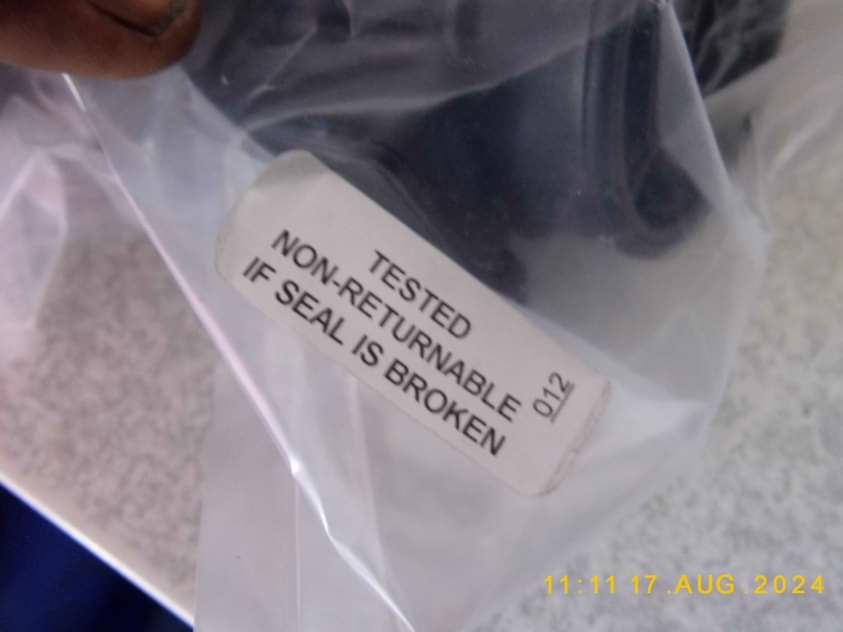 TESTED
NON-RETURNABLE
IF SEAL IS BROKEN
012
11:11 17.AUG.2024